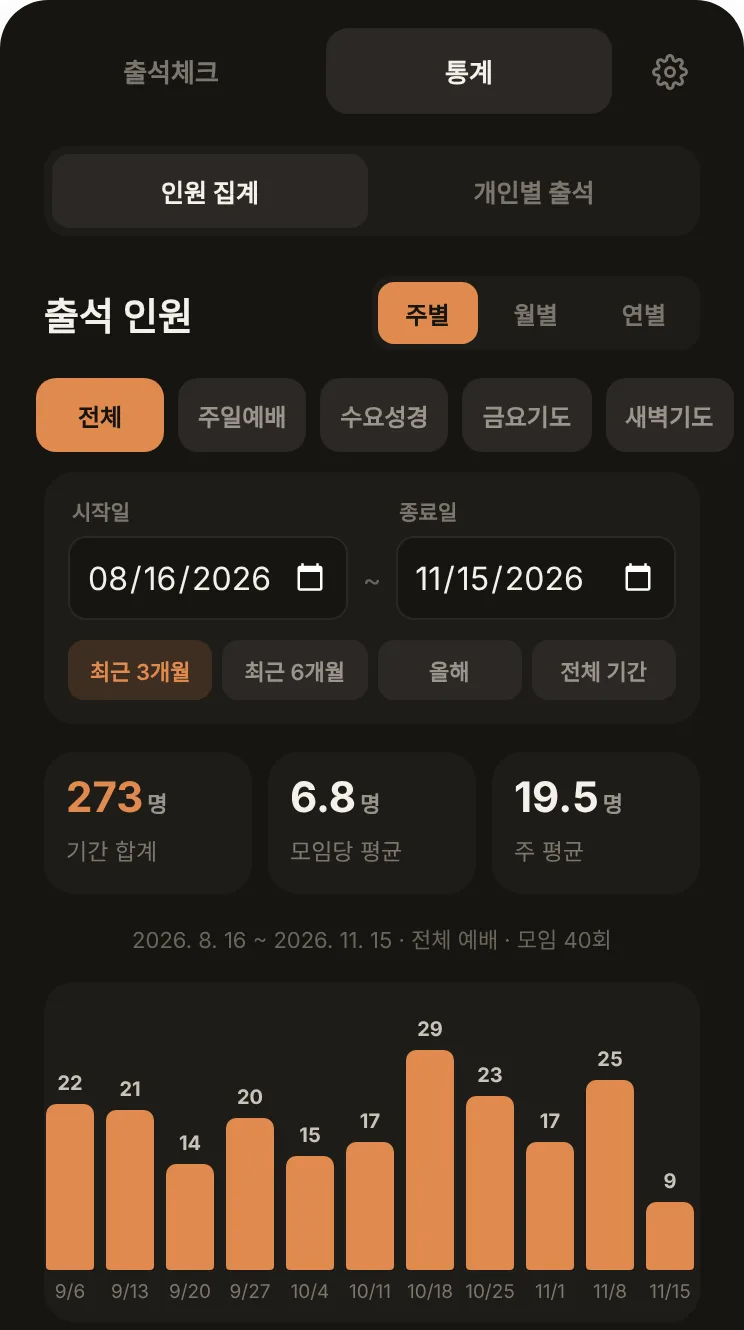 출석체크 통계
인원 집계 개인별 출석
출석 인원 주별 월별 연별
전체 주일예배 수요성경 금요기도 새벽기도
시작일 종료일
08/16/2026 ~ 11/15/2026
최근 3개월 최근 6개월 올해 전체 기간
273명 6.8명 19.5명
기간 합계 모임당 평균 주 평균
2026. 8. 16 ~ 2026. 11. 15 · 전체 예배 · 모임 40회
22 21 14 20 15 17 29 23 17 25 9
9/6 9/13 9/20 9/27 10/4 10/11 10/18 10/25 11/1 11/8 11/15